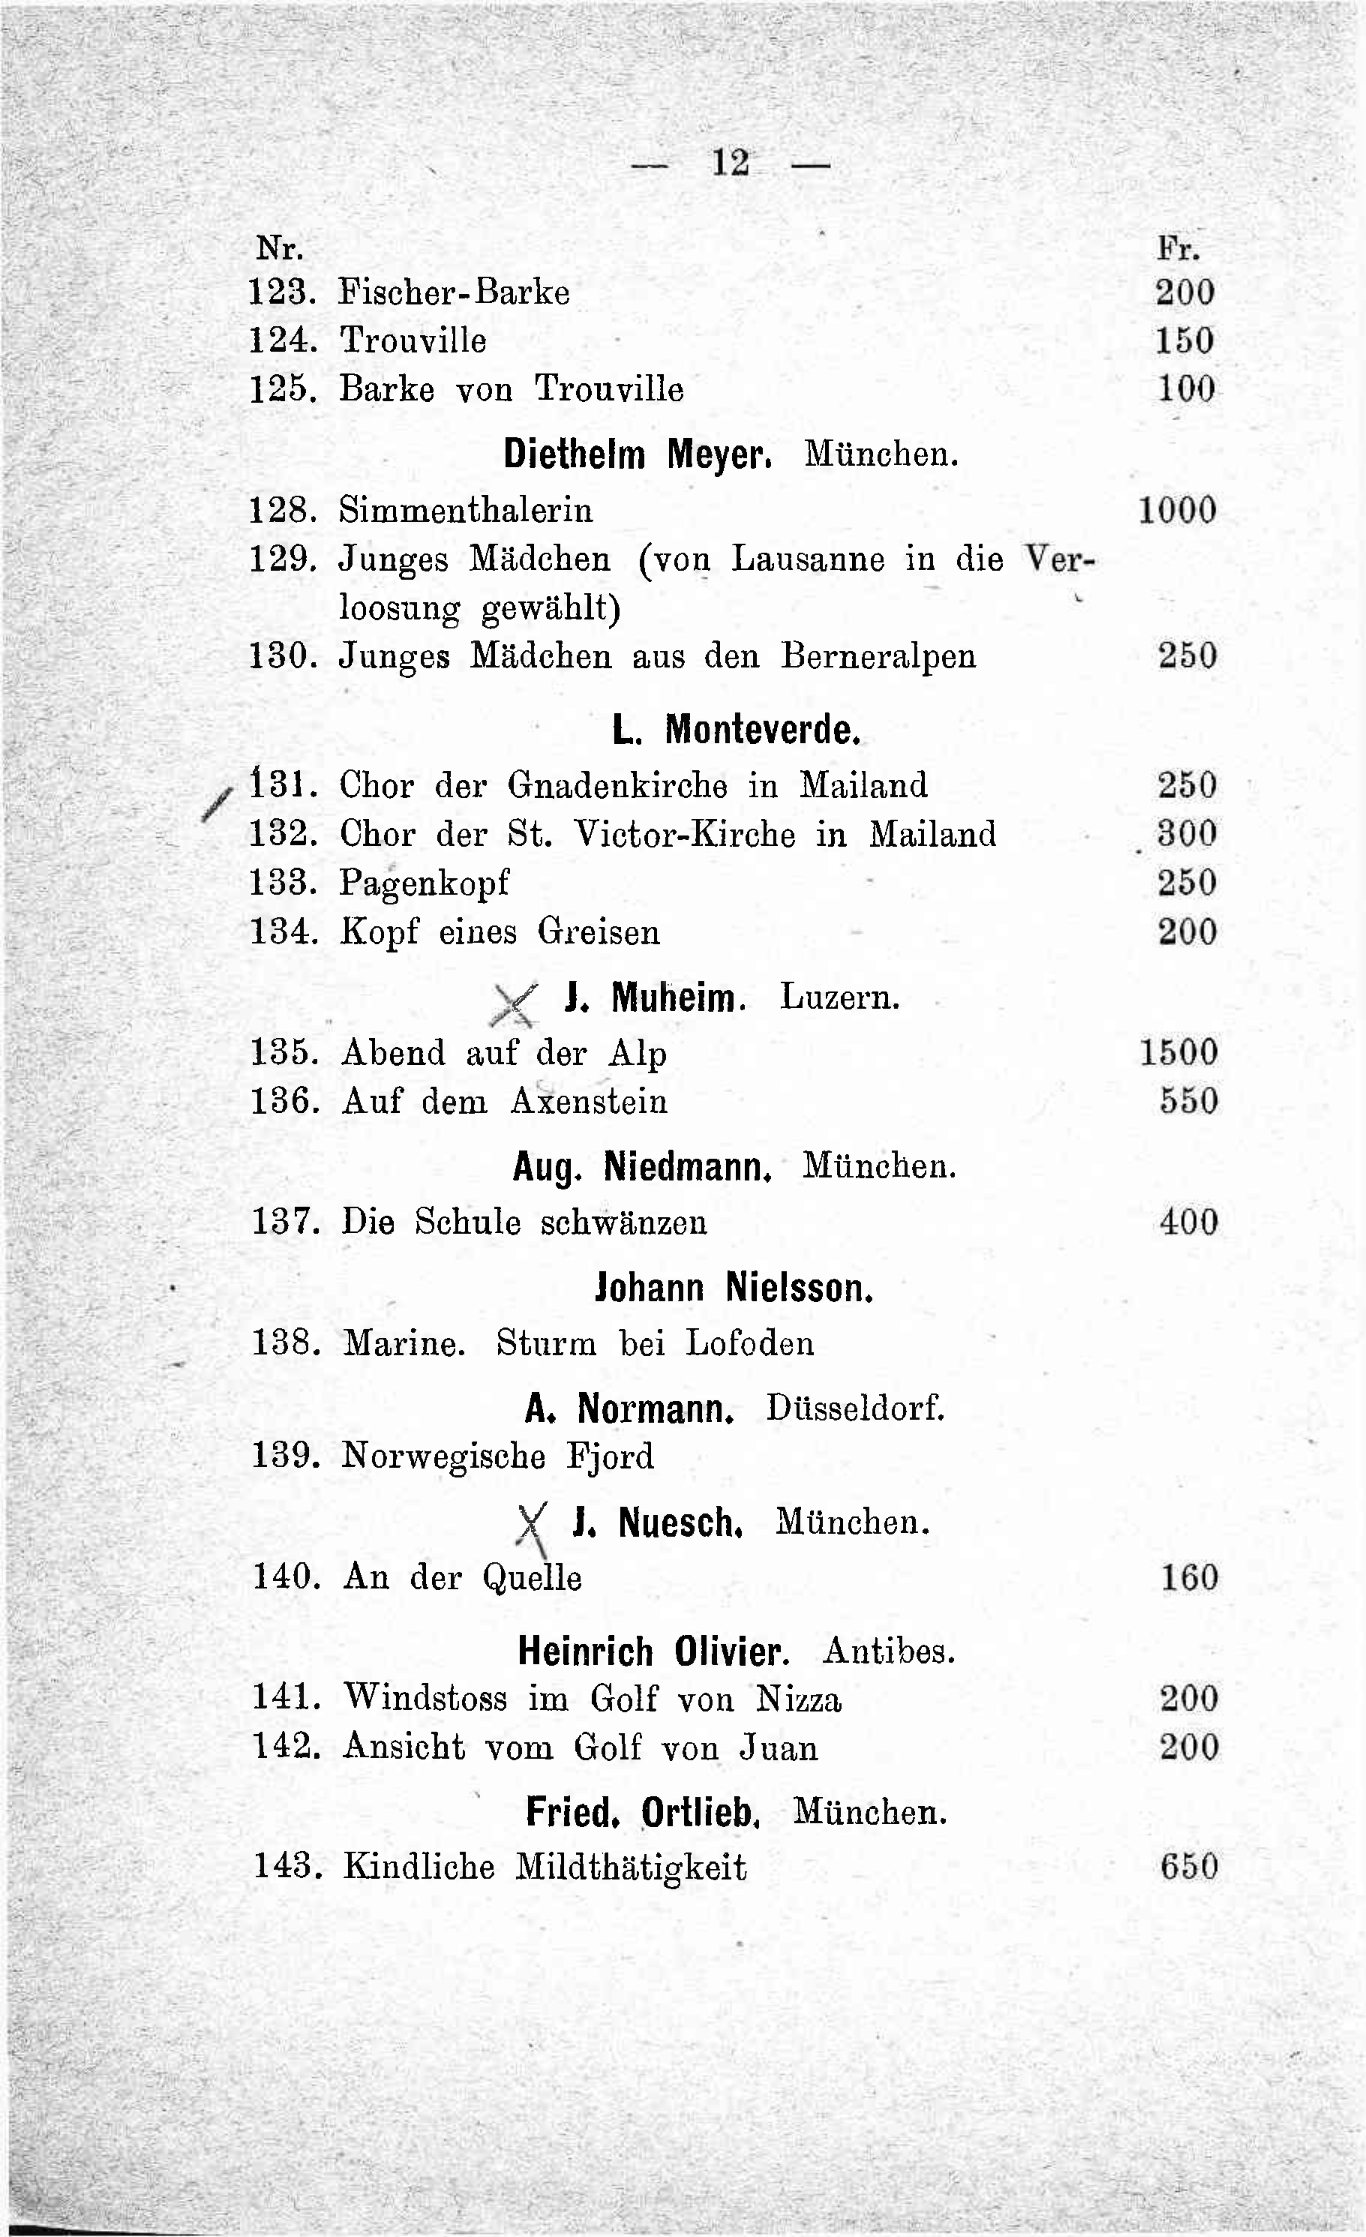 — 12 —
Nr. Fr.
123. Fischer-Barke 200
124. Trouville 150
125. Barke von Trouville 100
Diethelm Meyer. München.
128. Simmenthalerin 1000
129. Junges Mädchen (von Lausanne in die Ver-
loosung gewählt)
130. Junges Mädchen aus den Berneralpen 250
L. Monteverde.
131. Chor der Gnadenkirche in Mailand 250
132. Chor der St. Victor-Kirche in Mailand 300
133. Pagenkopf 250
134. Kopf eines Greisen 200
J. Muheim. Luzern.
135. Abend auf der Alp 1500
136. Auf dem Axenstein 550
Aug. Niedmann. München.
137. Die Schule schwänzen 400
Johann Nielsson.
138. Marine. Sturm bei Lofoden
A. Normann. Düsseldorf.
139. Norwegische Fjord
J. Nuesch. München.
140. An der Quelle 160
Heinrich Olivier. Antibes.
141. Windstoss im Golf von Nizza 200
142. Ansicht vom Golf von Juan 200
Fried. Ortlieb. München.
143. Kindliche Mildthätigkeit 650